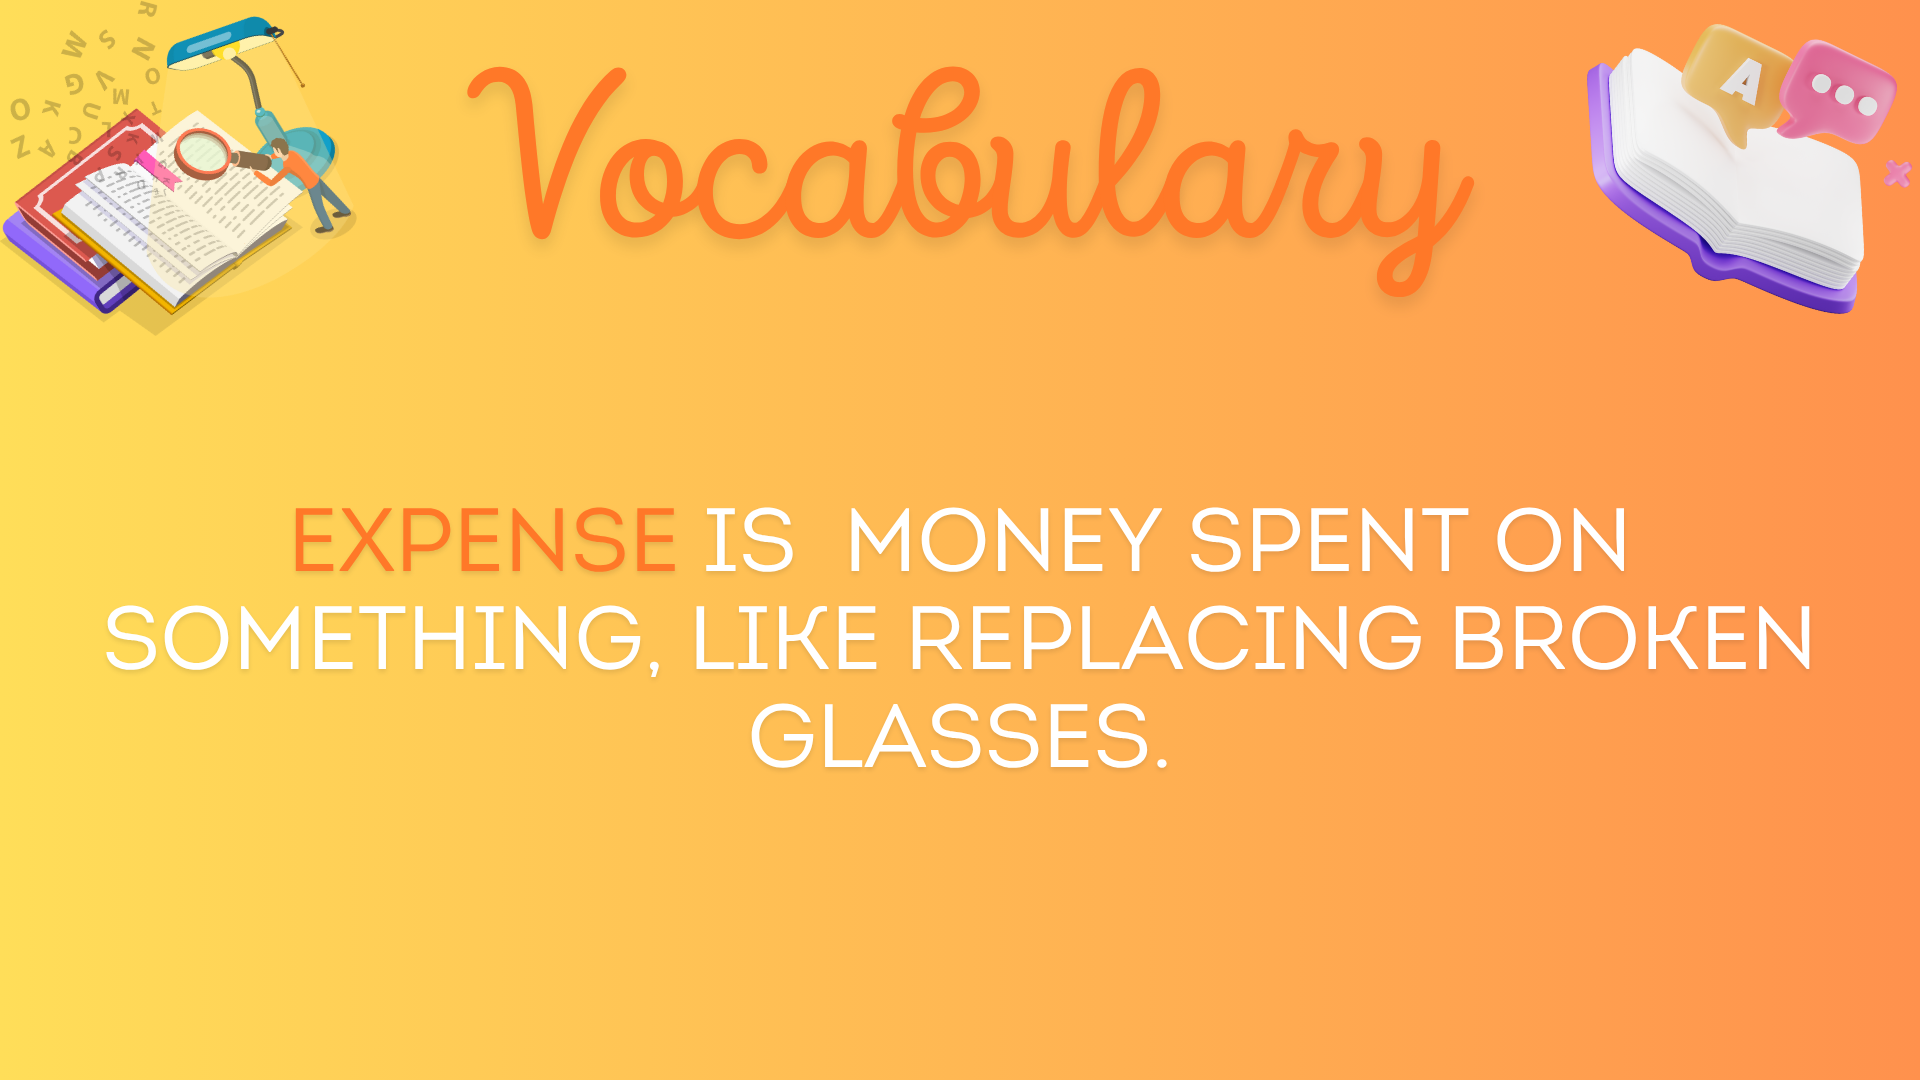 Vocabulary
EXPENSE IS  MONEY SPENT ON
SOMETHING, LIKE REPLACING BROKEN
GLASSES.
A